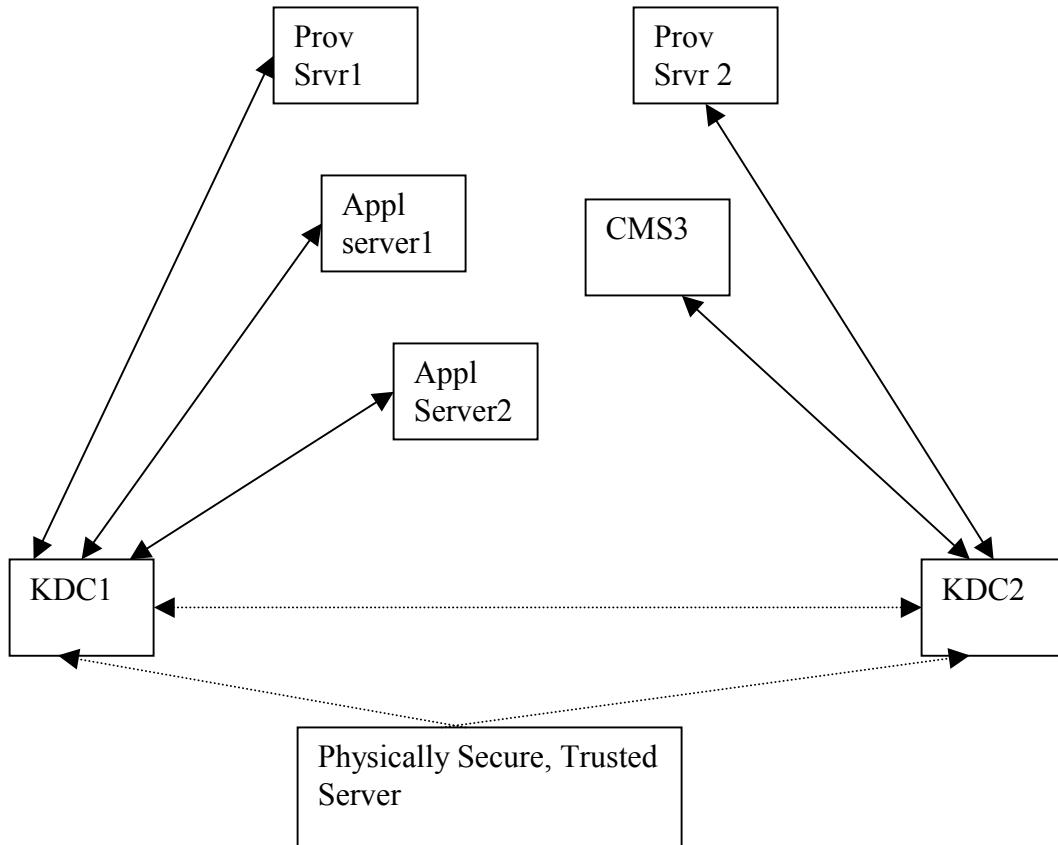 Prov
Srvr1
Prov
Srvr 2
Appl
server1
CMS3
Appl
Server2
KDC1
KDC2
Physically Secure, Trusted
Server